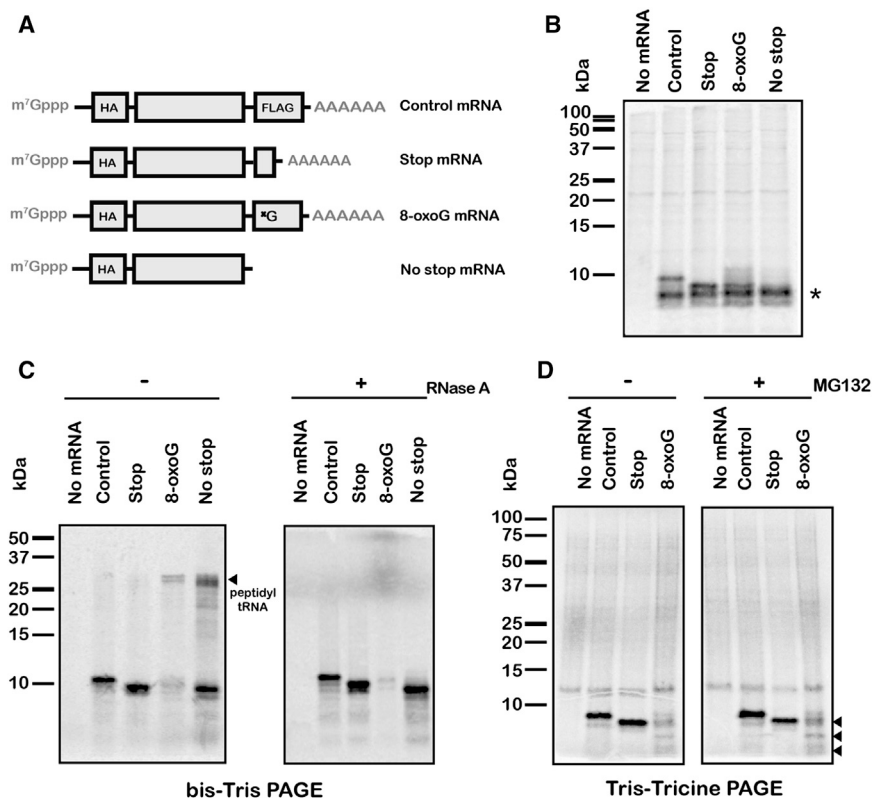 A
m⁷Gppp HA FLAG AAAAAA Control mRNA
m⁷Gppp HA AAAAAA Stop mRNA
m⁷Gppp HA ˣG AAAAAA 8-oxoG mRNA
m⁷Gppp HA No stop mRNA
B
kDa No mRNA Control Stop 8-oxoG No stop
100
50
37
25
20
15
10
*
C
- + RNase A
kDa No mRNA Control Stop 8-oxoG No stop No mRNA Control Stop 8-oxoG No stop
50
37
25
20
15
10
peptidyl
tRNA
bis-Tris PAGE
D
- + MG132
kDa No mRNA Control Stop 8-oxoG No mRNA Control Stop 8-oxoG
100
75
50
37
25
20
15
10
Tris-Tricine PAGE